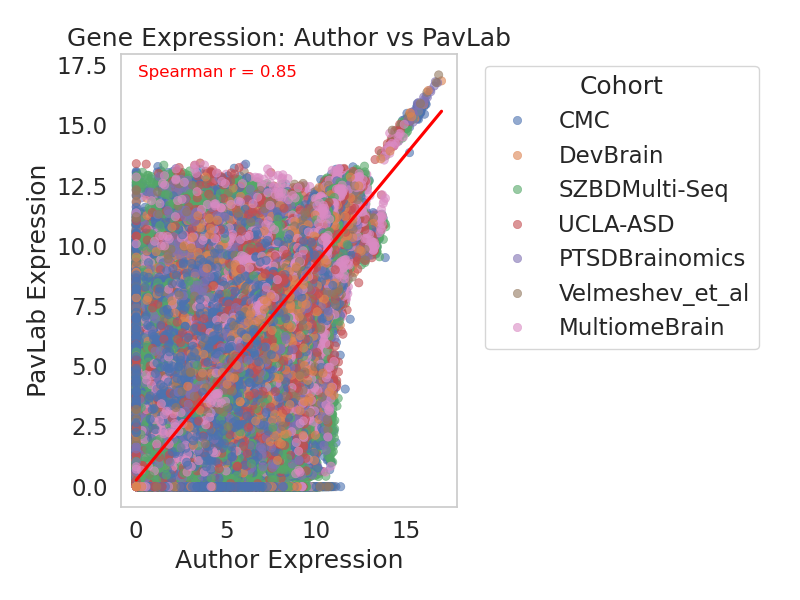 Gene Expression: Author vs PavLab
Spearman r = 0.85
17.5
15.0
12.5
10.0
7.5
5.0
2.5
0.0
PavLab Expression
0
5
10
15
Author Expression
Cohort
CMC
DevBrain
SZBDMulti-Seq
UCLA-ASD
PTSDBrainomics
Velmeshev_et_al
MultiomeBrain